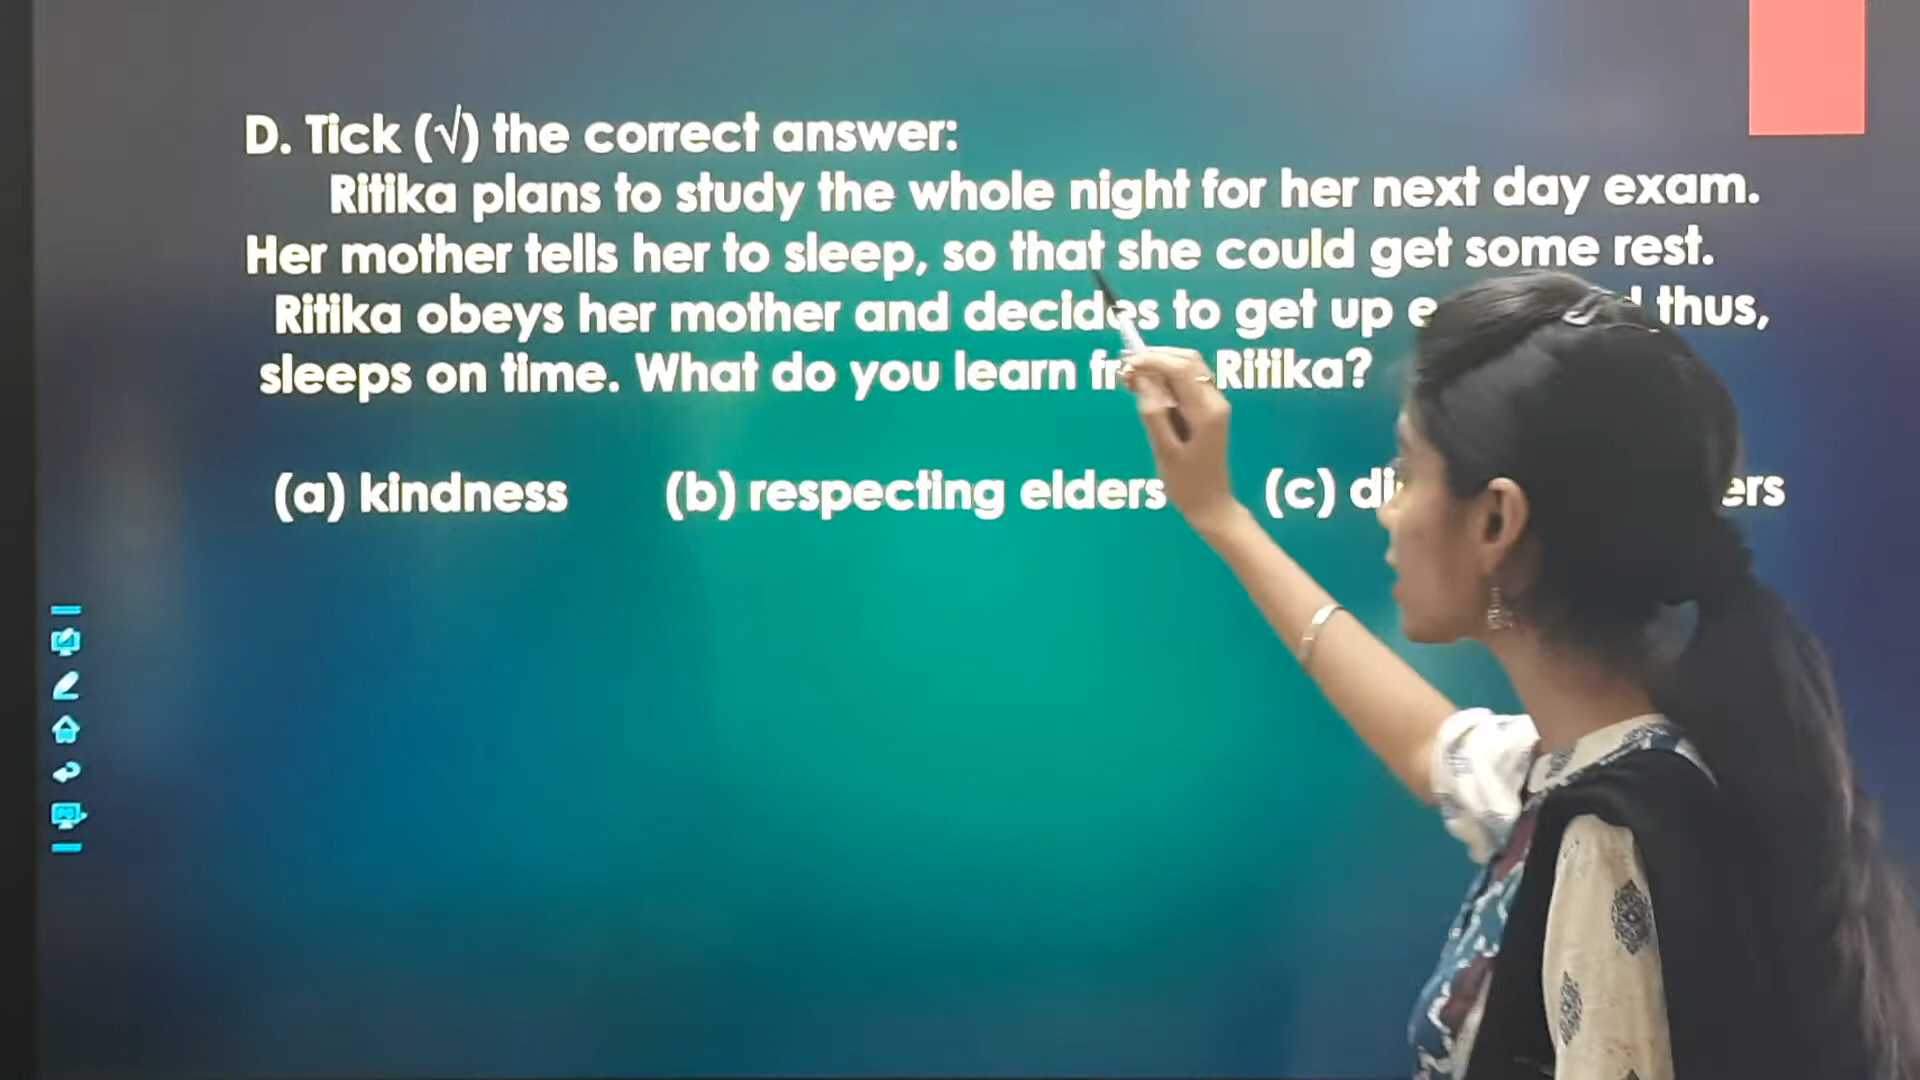 D. Tick (√) the correct answer:
Ritika plans to study the whole night for her next day exam.
Her mother tells her to sleep, so that she could get some rest.
Ritika obeys her mother and decides to get up thus,
sleeps on time. What do you learn Ritika?
(a) kindness (b) respecting elders (c)